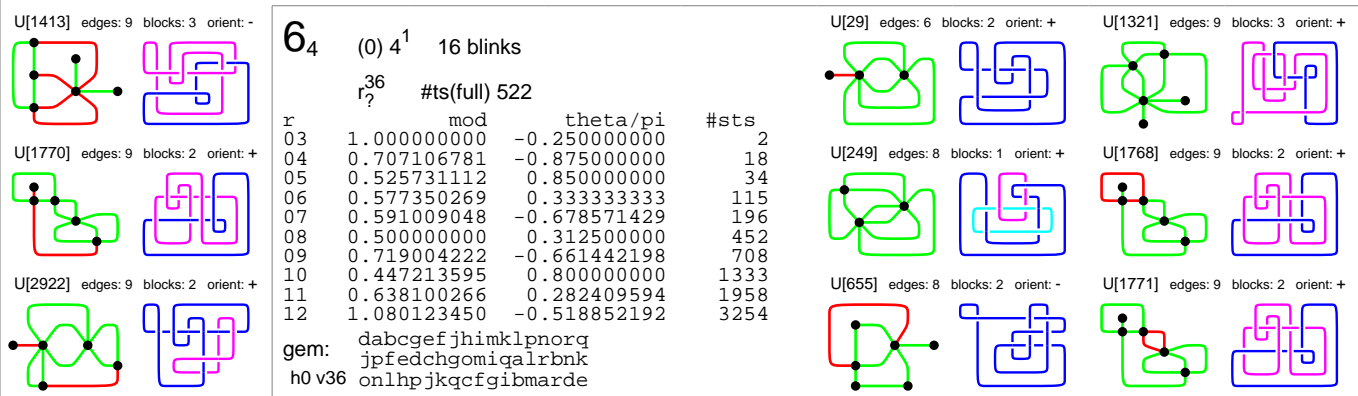 U[1413] edges: 9 blocks: 3 orient: -
U[1770] edges: 9 blocks: 2 orient: +
U[2922] edges: 9 blocks: 2 orient: +
6₄ (0) 4¹ 16 blinks
r?³⁶ #ts(full) 522
r mod theta/pi #sts
03 1.000000000 -0.250000000 2
04 0.707106781 -0.875000000 18
05 0.525731112 0.850000000 34
06 0.577350269 0.333333333 115
07 0.591009048 -0.678571429 196
08 0.500000000 0.312500000 452
09 0.719004222 -0.661442198 708
10 0.447213595 0.800000000 1333
11 0.638100266 0.282409594 1958
12 1.080123450 -0.518852192 3254
gem: dabcgefjhimklpnorq
jpfedchgomiqalrbnk
h0 v36 onlhpjkqcfgibmarde
U[29] edges: 6 blocks: 2 orient: +
U[1321] edges: 9 blocks: 3 orient: +
U[249] edges: 8 blocks: 1 orient: +
U[1768] edges: 9 blocks: 2 orient: +
U[655] edges: 8 blocks: 2 orient: -
U[1771] edges: 9 blocks: 2 orient: +